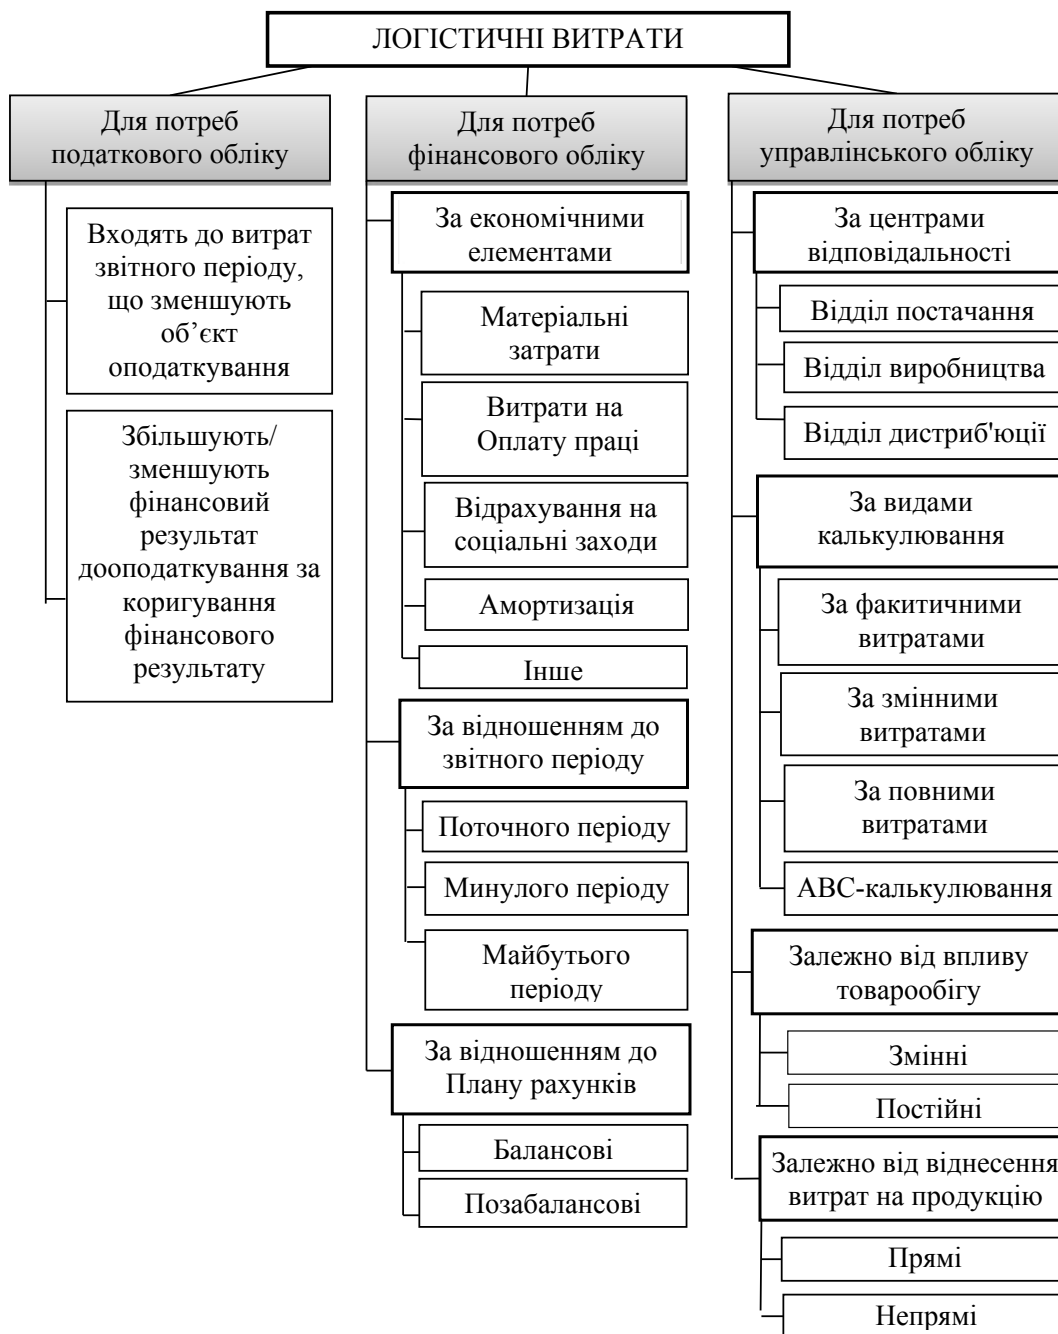 ЛОГІСТИЧНІ ВИТРАТИ
Для потреб
податкового обліку
Входять до витрат
звітного періоду,
що зменшують
об’єкт
оподаткування
Збільшують/
зменшують
фінансовий
результат
дооподаткування за
коригування
фінансового
результату
Для потреб
фінансового обліку
За економічними
елементами
Матеріальні
затрати
Витрати на
Оплату праці
Відрахування на
соціальні заходи
Амортизація
Інше
За відношенням до
звітного періоду
Поточного періоду
Минулого періоду
Майбутього
періоду
За відношенням до
Плану рахунків
Балансові
Позабалансові
Для потреб
управлінського обліку
За центрами
відповідальності
Відділ постачання
Відділ виробництва
Відділ дистриб'юції
За видами
калькулювання
За факитичними
витратами
За змінними
витратами
За повними
витратами
АВС-калькулювання
Залежно від впливу
товарообігу
Змінні
Постійні
Залежно від віднесення
витрат на продукцію
Прямі
Непрямі